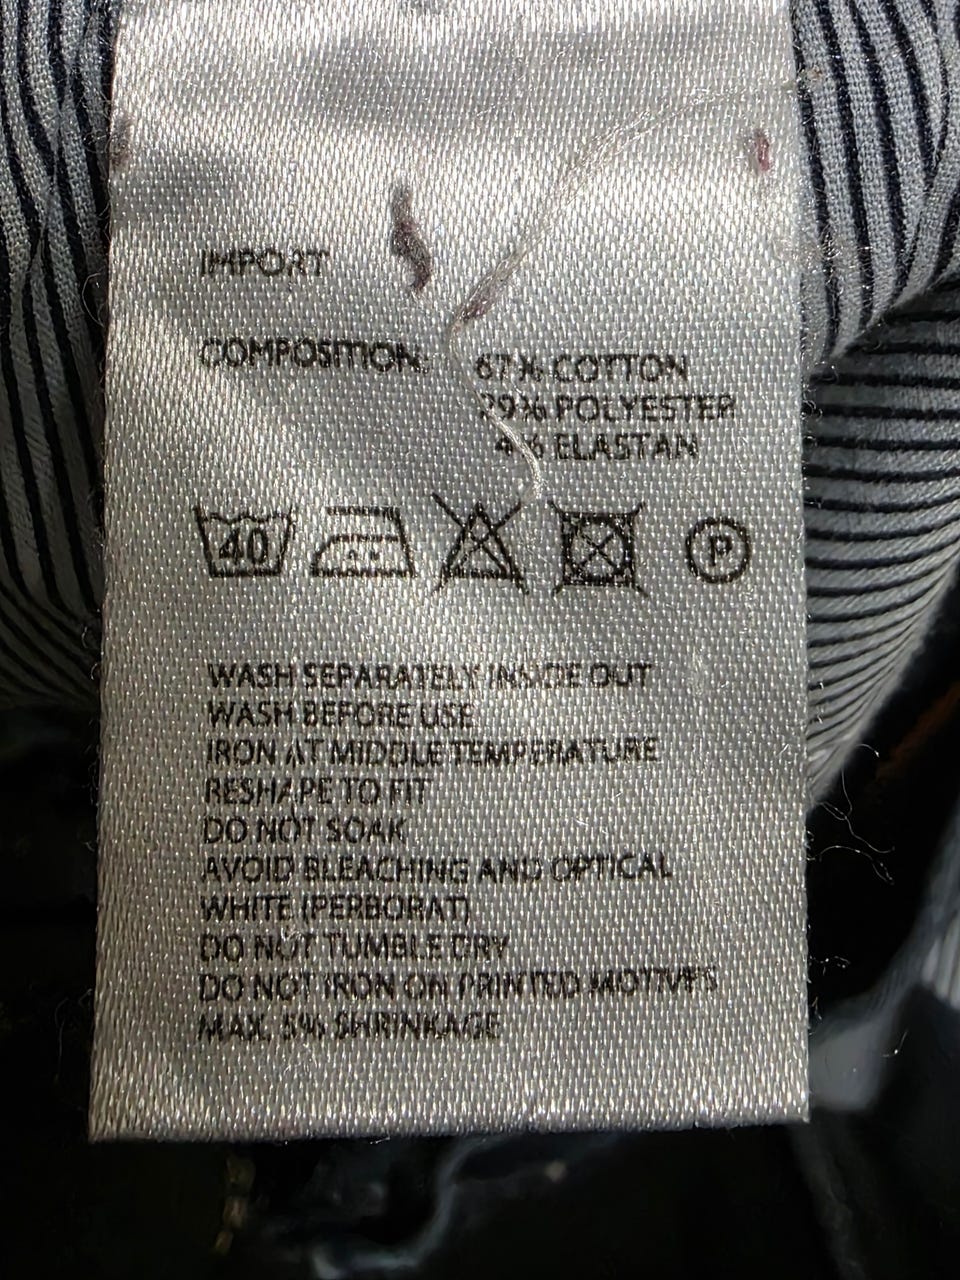 IMPORT
COMPOSITION: 67% COTTON
29% POLYESTER
4% ELASTAN
40 P
WASH SEPARATELY INSIDE OUT
WASH BEFORE USE
IRON AT MIDDLE TEMPERATURE
RESHAPE TO FIT
DO NOT SOAK
AVOID BLEACHING AND OPTICAL
WHITE (PERBORAT)
DO NOT TUMBLE DRY
DO NOT IRON ON PRINTED MOTIVES
MAX. 5% SHRINKAGE